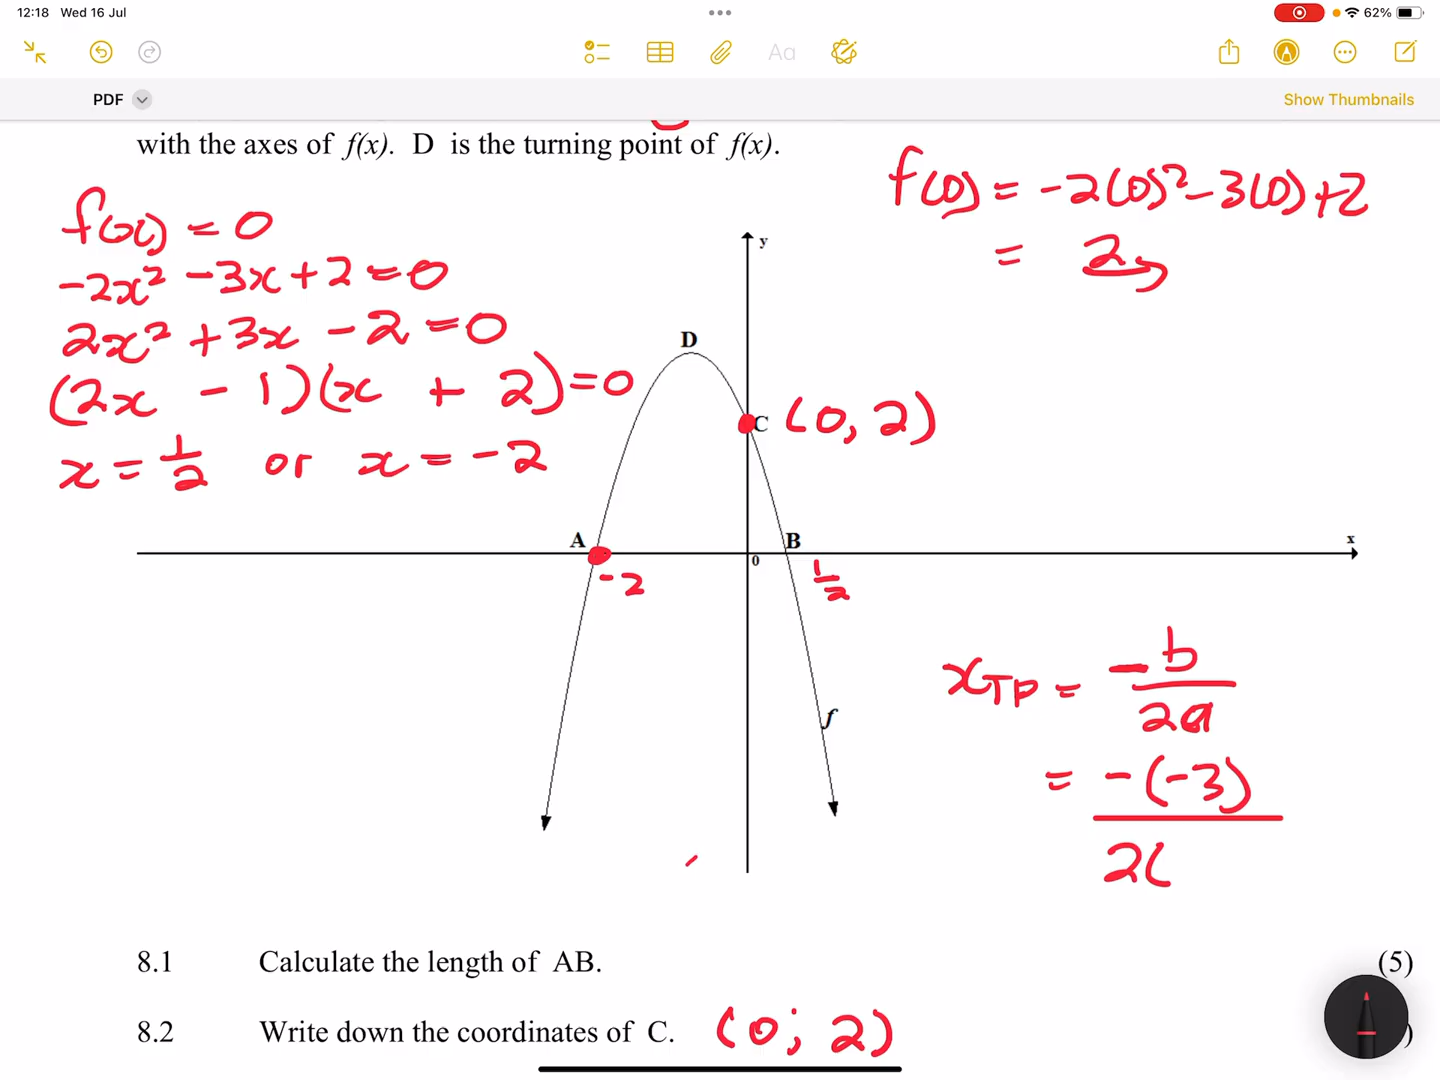 12:18 Wed 16 Jul
62%
Aa
PDF
Show Thumbnails
with the axes of f(x). D is the turning point of f(x).
f(x) = 0
-2x² - 3x + 2 = 0
2x² + 3x - 2 = 0
(2x - 1)(x + 2) = 0
x = 1/2 or x = -2
f(0) = -2(0)² - 3(0) + 2
= 2
y
D
C (0, 2)
A
B
x
0
-2
1/2
f
x_TP = -b/2a
= -(-3)
2(
8.1 Calculate the length of AB. (5)
8.2 Write down the coordinates of C. (0; 2) )